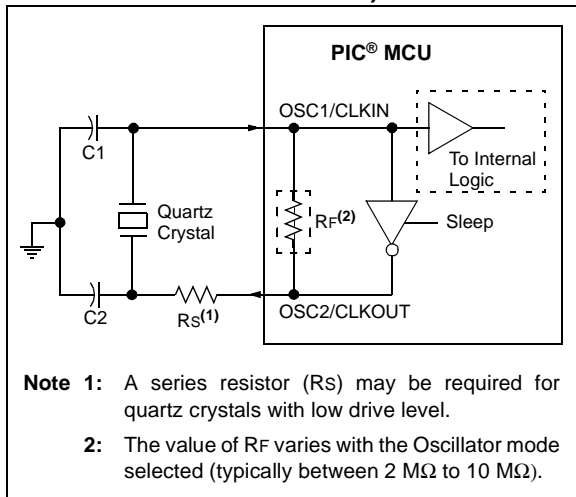 PIC® MCU
OSC1/CLKIN
C1
To Internal
Logic
Quartz
Crystal
RF(2)
Sleep
C2
RS(1)
OSC2/CLKOUT
Note 1: A series resistor (RS) may be required for
quartz crystals with low drive level.
2: The value of RF varies with the Oscillator mode
selected (typically between 2 MΩ to 10 MΩ).